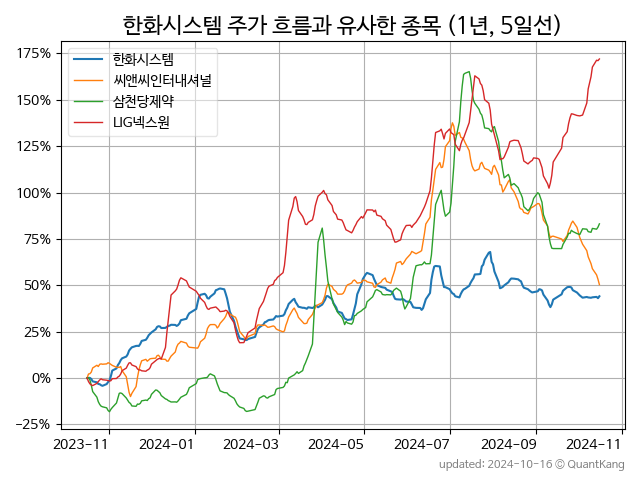 한화시스템 주가 흐름과 유사한 종목 (1년, 5일선)
한화시스템
씨앤씨인터내셔널
삼천당제약
LIG넥스원
175%
150%
125%
100%
75%
50%
25%
0%
−25%
2023-11
2024-01
2024-03
2024-05
2024-07
2024-09
2024-11
updated: 2024-10-16 © QuantKang